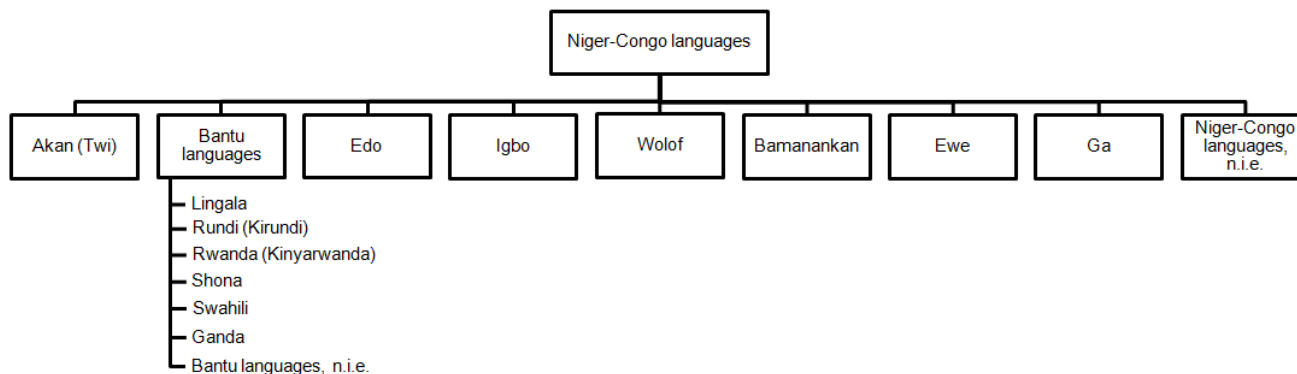 Niger-Congo languages
Akan (Twi)
Bantu
languages
Edo
Igbo
Wolof
Bamanankan
Ewe
Ga
Niger-Congo
languages,
n.i.e.
Lingala
Rundi (Kirundi)
Rwanda (Kinyarwanda)
Shona
Swahili
Ganda
Bantu languages, n.i.e.